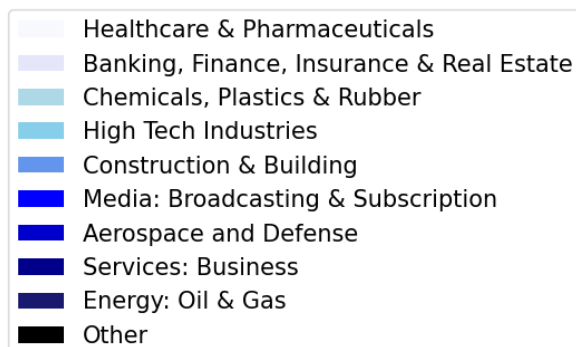 Healthcare & Pharmaceuticals
Banking, Finance, Insurance & Real Estate
Chemicals, Plastics & Rubber
High Tech Industries
Construction & Building
Media: Broadcasting & Subscription
Aerospace and Defense
Services: Business
Energy: Oil & Gas
Other